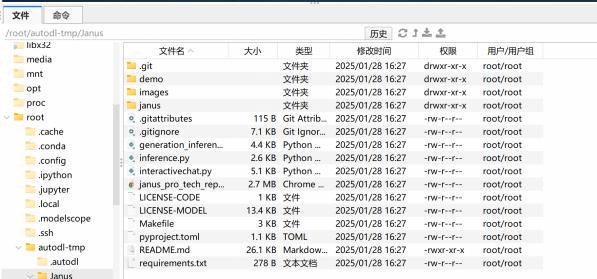 文件 命令
/root/autodl-tmp/Janus 历史
libx32
media
mnt
opt
proc
root
.cache
.conda
.config
.ipython
.jupyter
.local
.modelscope
.ssh
autodl-tmp
.autodl
Janus
文件名 大小 类型 修改时间 权限 用户/用户组
.git 文件夹 2025/01/28 16:27 drwxr-xr-x root/root
demo 文件夹 2025/01/28 16:27 drwxr-xr-x root/root
images 文件夹 2025/01/28 16:27 drwxr-xr-x root/root
janus 文件夹 2025/01/28 16:27 drwxr-xr-x root/root
.gitattributes 115 B Git Attrib... 2025/01/28 16:27 -rw-r--r-- root/root
.gitignore 7.1 KB Git Ignor... 2025/01/28 16:27 -rw-r--r-- root/root
generation_inferen... 4.4 KB Python ... 2025/01/28 16:27 -rw-r--r-- root/root
inference.py 2.6 KB Python ... 2025/01/28 16:27 -rw-r--r-- root/root
interactivechat.py 5.1 KB Python ... 2025/01/28 16:27 -rw-r--r-- root/root
janus_pro_tech_rep... 2.7 MB Chrome ... 2025/01/28 16:27 -rw-r--r-- root/root
LICENSE-CODE 1 KB 文件 2025/01/28 16:27 -rw-r--r-- root/root
LICENSE-MODEL 13.4 KB 文件 2025/01/28 16:27 -rw-r--r-- root/root
Makefile 3 KB 文件 2025/01/28 16:27 -rw-r--r-- root/root
pyproject.toml 1.1 KB TOML 2025/01/28 16:27 -rw-r--r-- root/root
README.md 26.1 KB Markdow... 2025/01/28 16:27 -rwxr-xr-x root/root
requirements.txt 278 B 文本文档 2025/01/28 16:27 -rw-r--r-- root/root